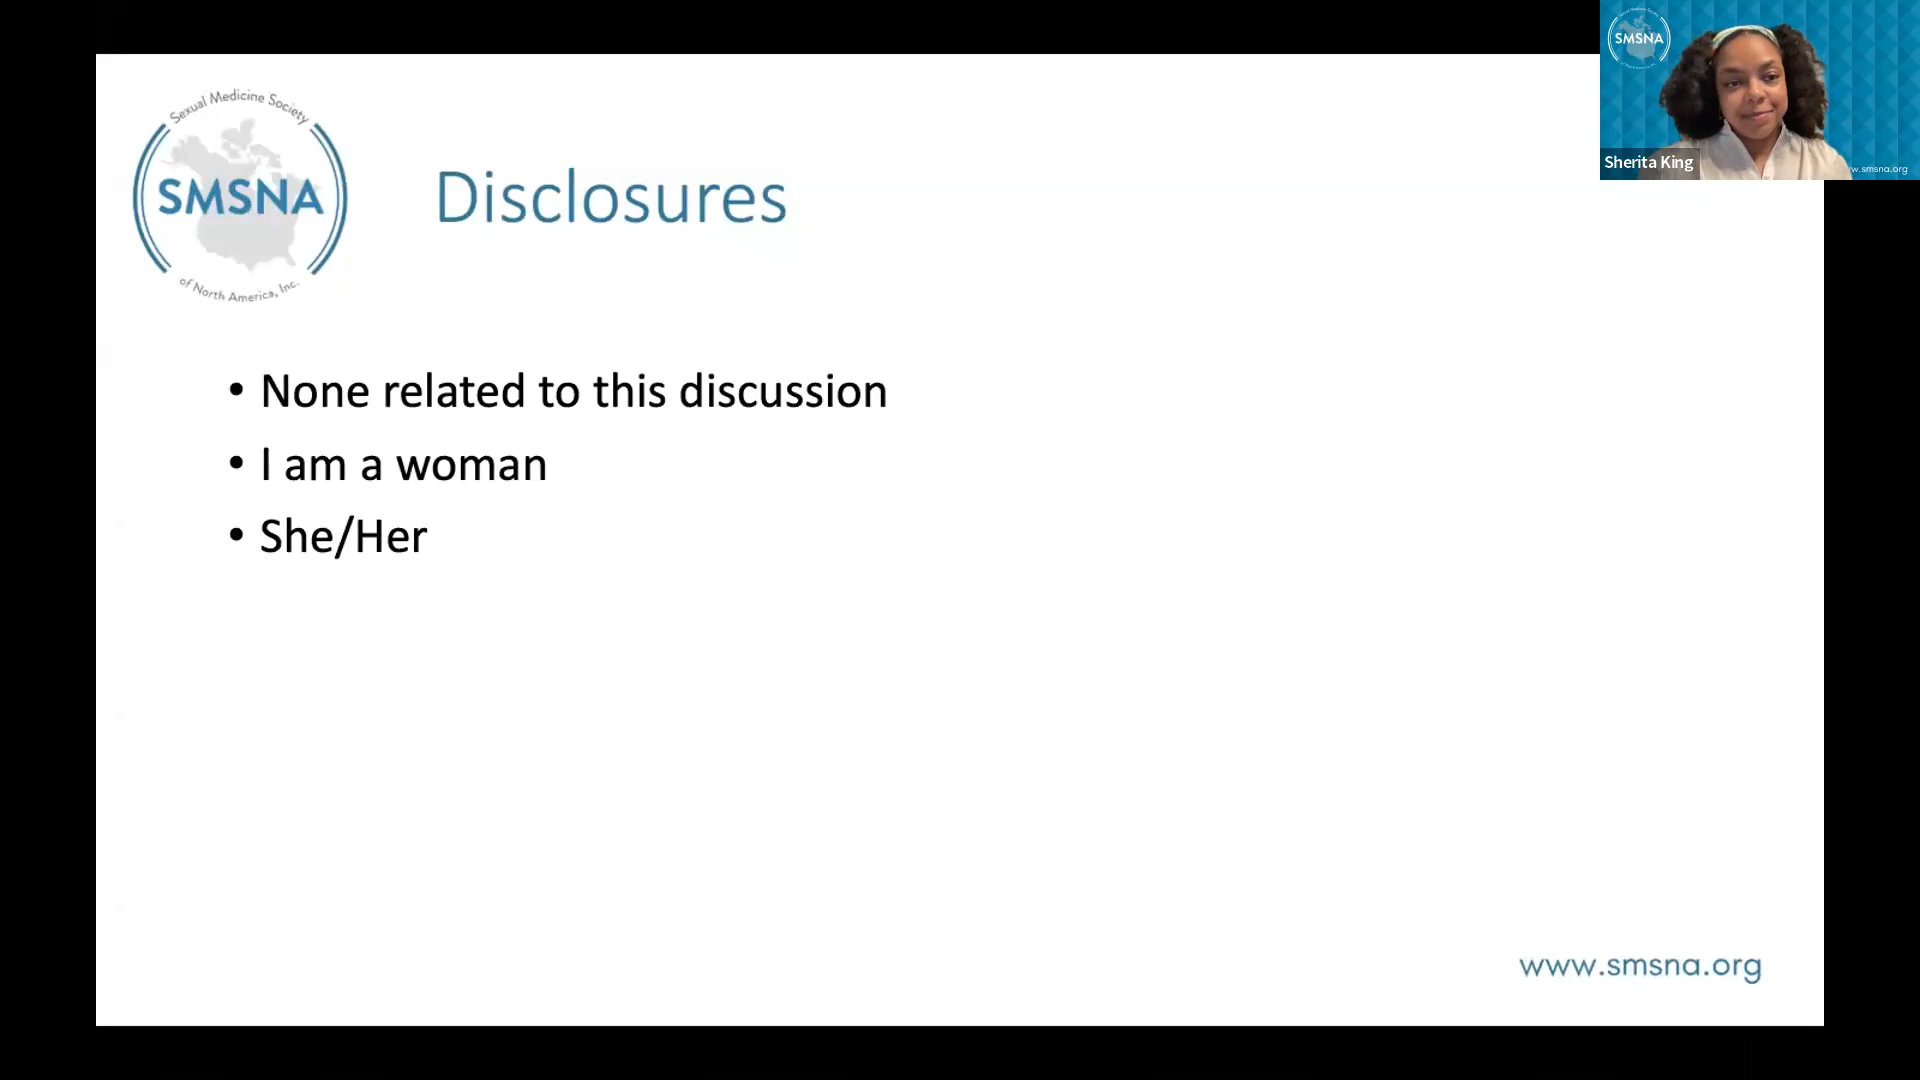 Sexual Medicine Society
SMSNA
of North America, Inc.
Disclosures
SMSNA
Sherita King
w.smsna.org
• None related to this discussion
• I am a woman
• She/Her
www.smsna.org